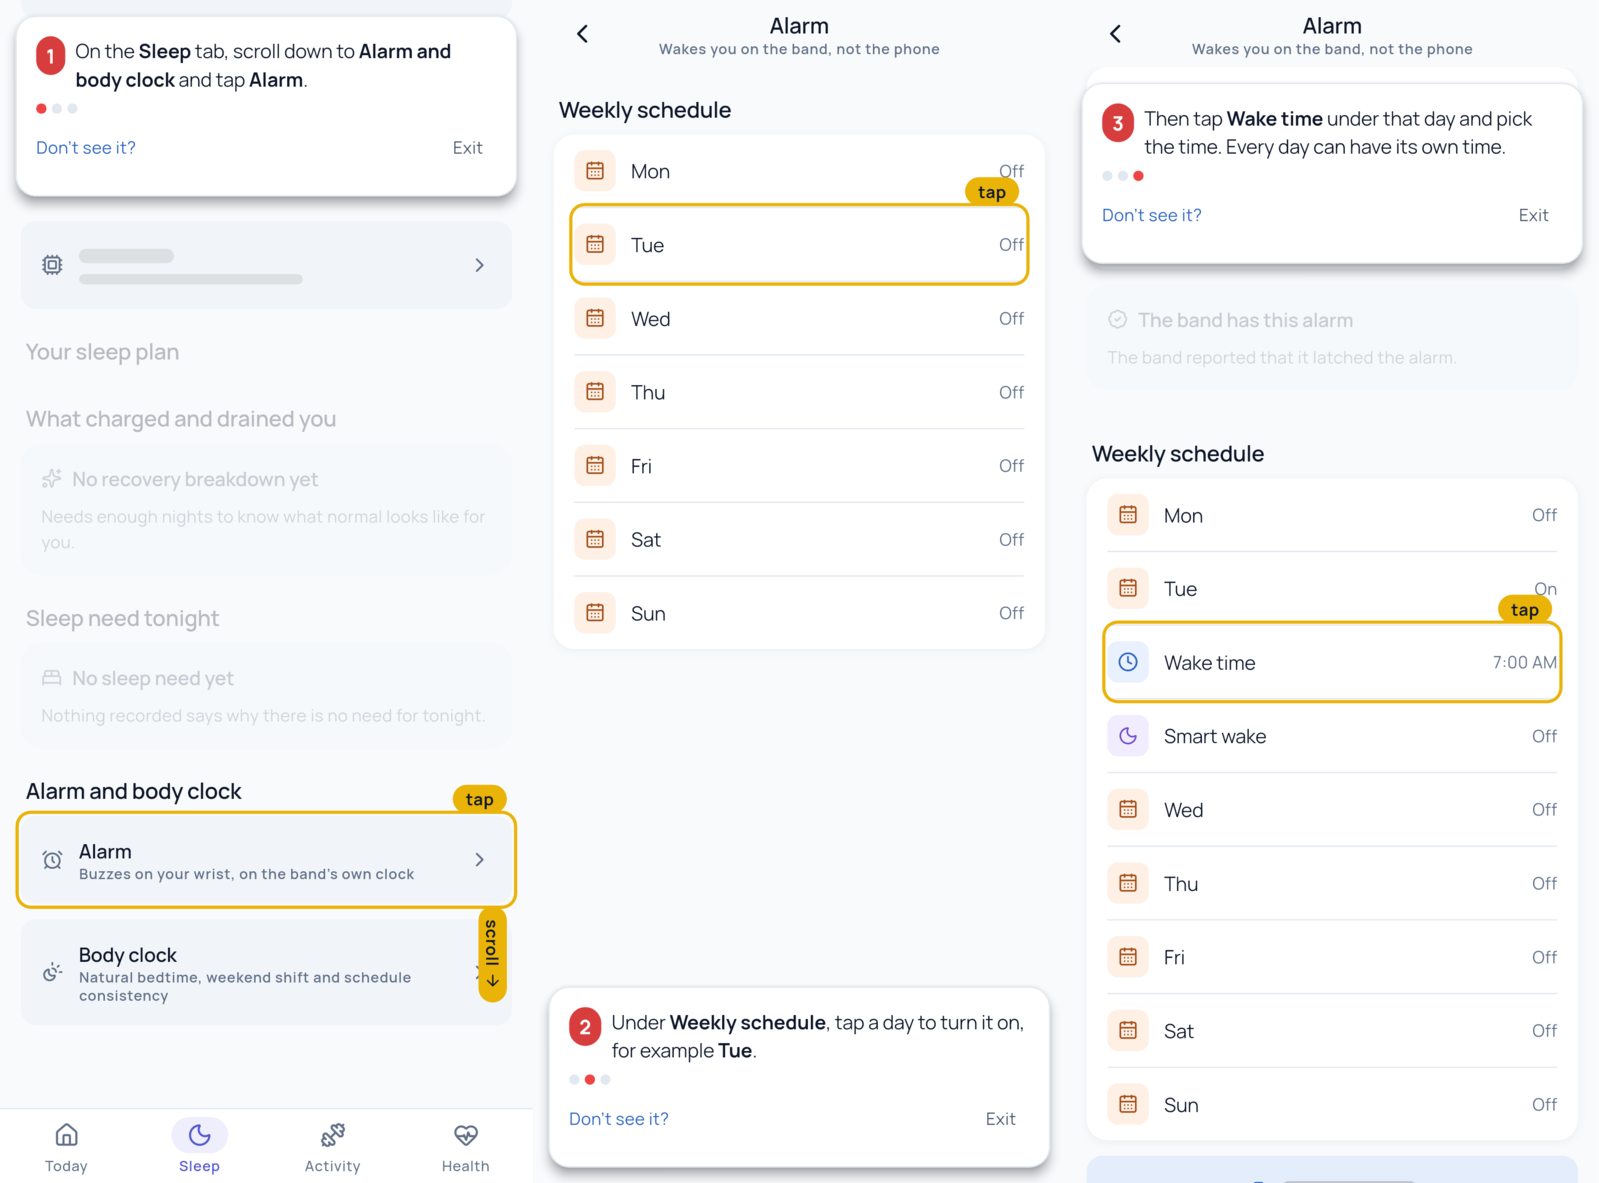 1
On the Sleep tab, scroll down to Alarm and
body clock and tap Alarm.
Don't see it?
Exit
Your sleep plan
What charged and drained you
No recovery breakdown yet
Needs enough nights to know what normal looks like for
you.
Sleep need tonight
No sleep need yet
Nothing recorded says why there is no need for tonight.
Alarm and body clock
tap
Alarm
Buzzes on your wrist, on the band's own clock
scroll
Body clock
Natural bedtime, weekend shift and schedule
consistency
Today
Sleep
Activity
Health
Alarm
Wakes you on the band, not the phone
Weekly schedule
Mon Off
tap
Tue Off
Wed Off
Thu Off
Fri Off
Sat Off
Sun Off
2
Under Weekly schedule, tap a day to turn it on,
for example Tue.
Don't see it?
Exit
Alarm
Wakes you on the band, not the phone
3
Then tap Wake time under that day and pick
the time. Every day can have its own time.
Don't see it?
Exit
The band has this alarm
The band reported that it latched the alarm.
Weekly schedule
Mon Off
Tue On
tap
Wake time 7:00 AM
Smart wake Off
Wed Off
Thu Off
Fri Off
Sat Off
Sun Off